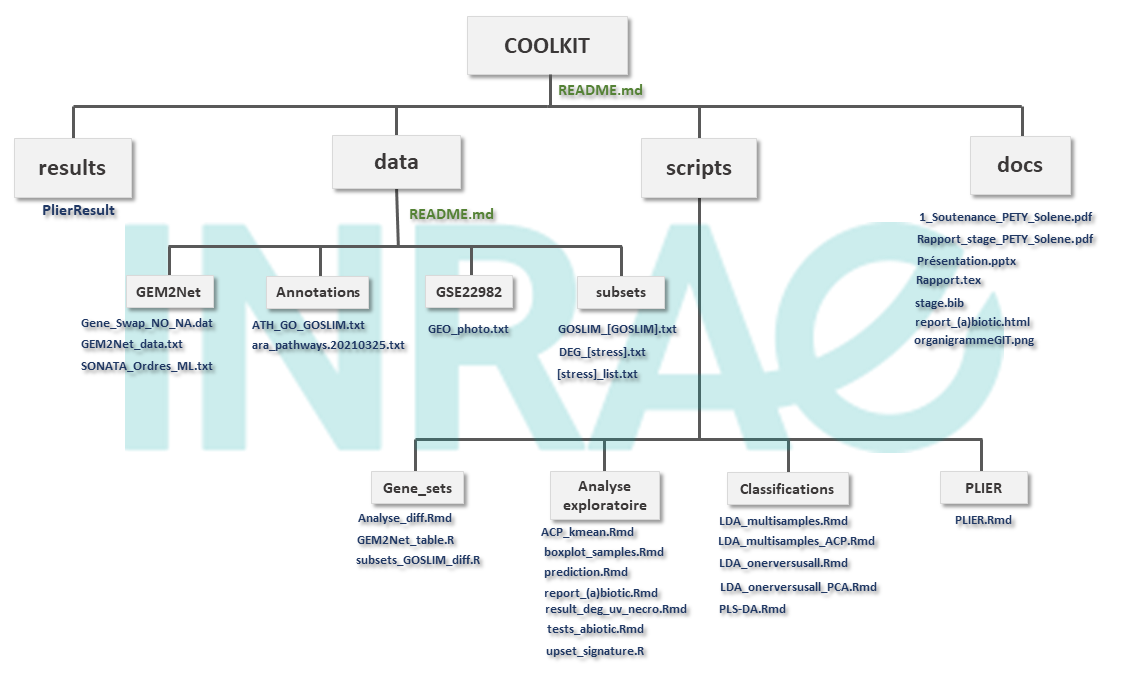 COOLKIT
README.md
results
PlierResult
data
README.md
scripts
docs
1_Soutenance_PETY_Solene.pdf
Rapport_stage_PETY_Solene.pdf
Présentation.pptx
Rapport.tex
stage.bib
report_(a)biotic.html
organigrammeGIT.png
INRAE
GEM2Net
Gene_Swap_NO_NA.dat
GEM2Net_data.txt
SONATA_Ordres_ML.txt
Annotations
ATH_GO_GOSLIM.txt
ara_pathways.20210325.txt
GSE22982
GEO_photo.txt
subsets
GOSLIM_[GOSLIM].txt
DEG_[stress].txt
[stress]_list.txt
Gene_sets
Analyse_diff.Rmd
GEM2Net_table.R
subsets_GOSLIM_diff.R
Analyse
exploratoire
ACP_kmean.Rmd
boxplot_samples.Rmd
prediction.Rmd
report_(a)biotic.Rmd
result_deg_uv_necro.Rmd
tests_abiotic.Rmd
upset_signature.R
Classifications
LDA_multisamples.Rmd
LDA_multisamples_ACP.Rmd
LDA_onerversusall.Rmd
LDA_onerversusall_PCA.Rmd
PLS-DA.Rmd
PLIER
PLIER.Rmd